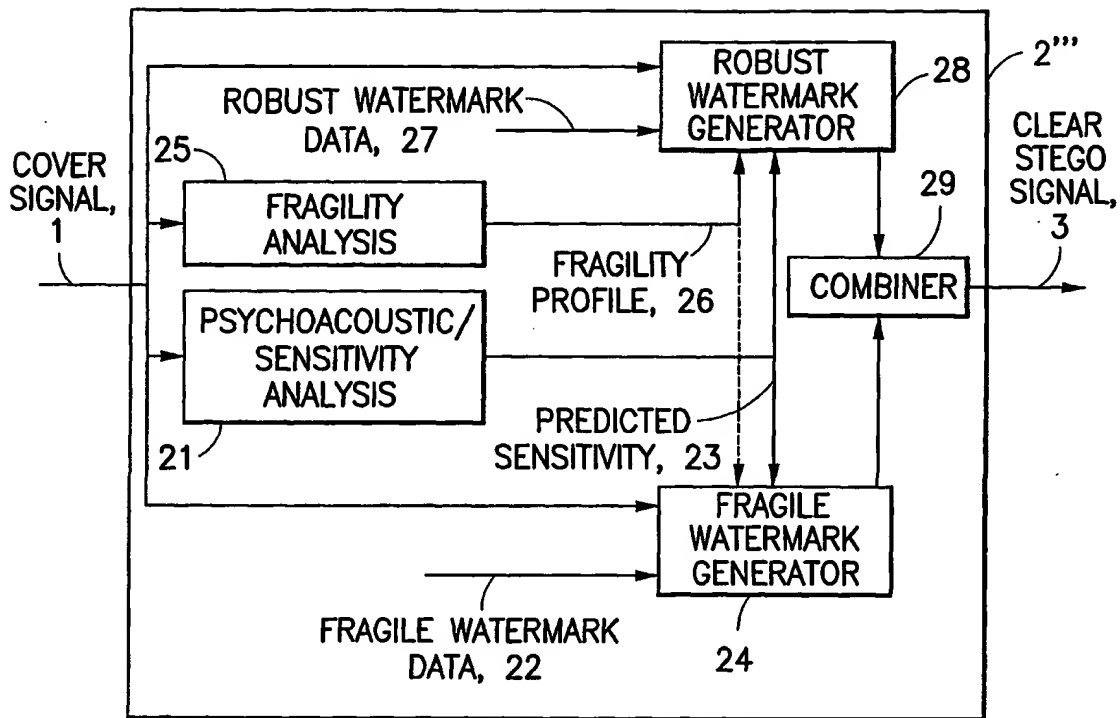 2'''
ROBUST
WATERMARK
GENERATOR
28
ROBUST WATERMARK
DATA, 27
CLEAR
STEGO
SIGNAL,
3
COVER
SIGNAL,
1
25
FRAGILITY
ANALYSIS
29
FRAGILITY
PROFILE, 26
COMBINER
PSYCHOACOUSTIC/
SENSITIVITY
ANALYSIS
21
PREDICTED
SENSITIVITY, 23
FRAGILE
WATERMARK
GENERATOR
24
FRAGILE WATERMARK
DATA, 22